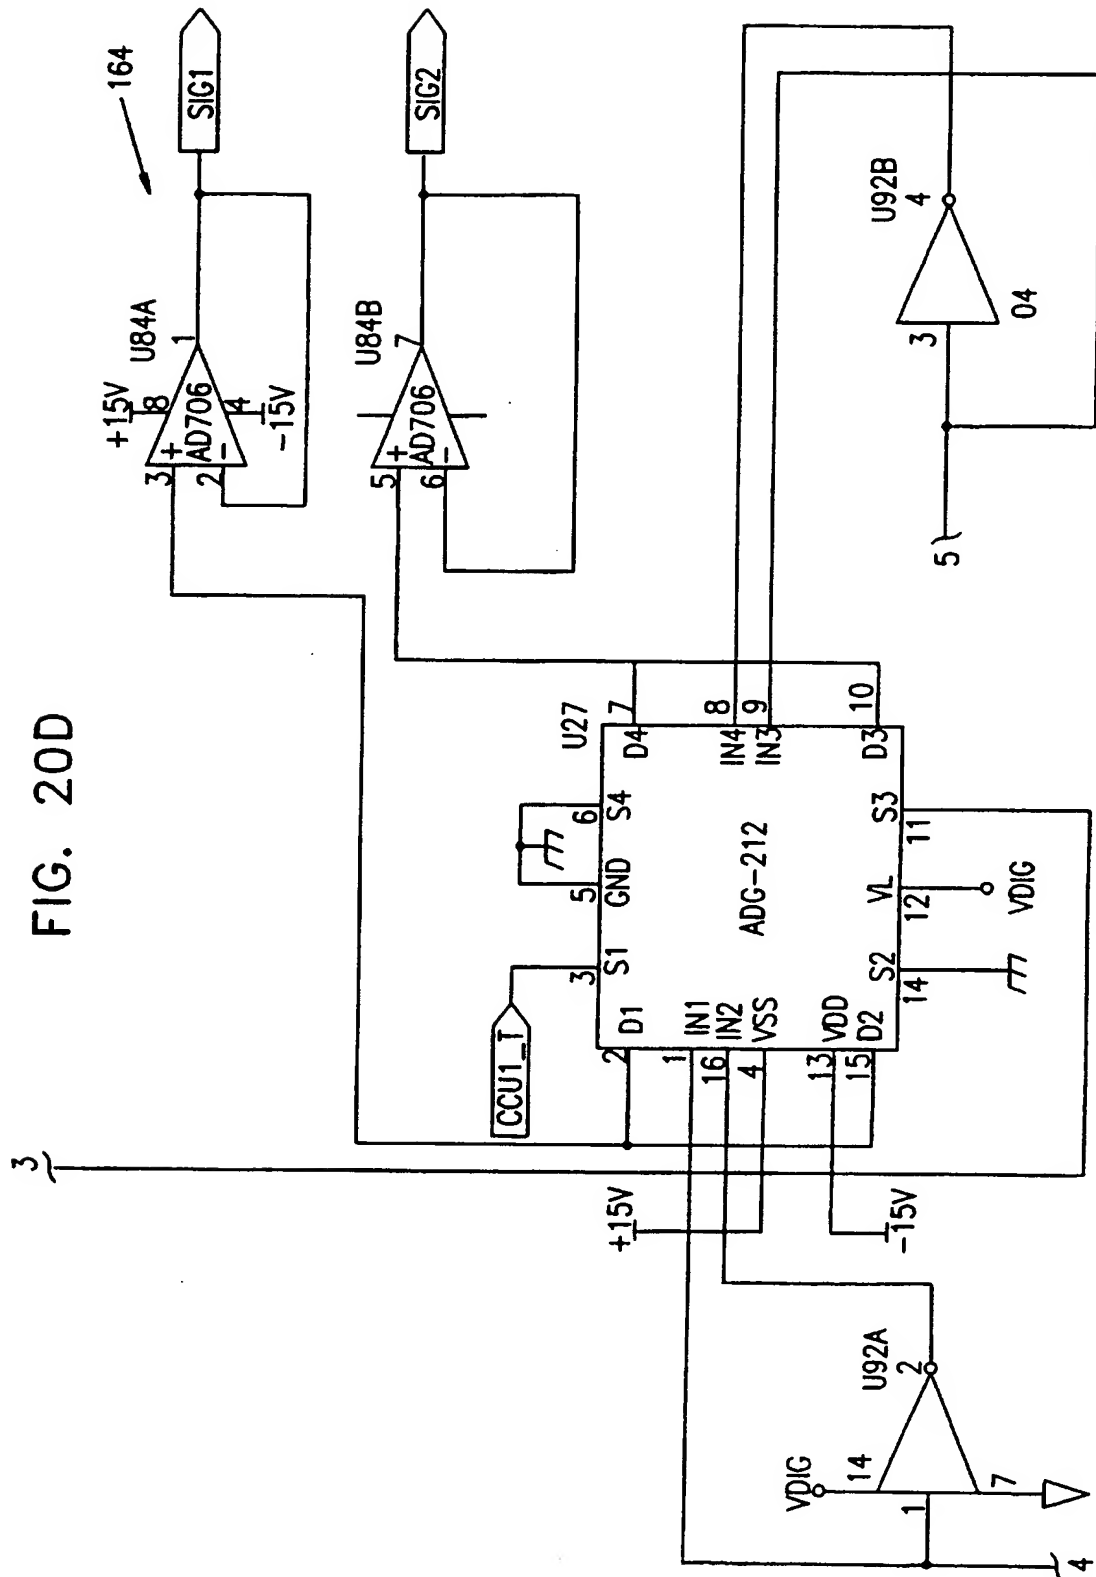 FIG. 20D
164
SIG1
SIG2
U84A
+15V
8
3
+
1
AD706
2
-
4
-15V
U84B
5
+
7
AD706
6
-
U92B
4
3
04
5
U27
D4
7
IN4
8
IN3
9
D3
10
S4
6
GND
5
S1
3
CCU1_T
ADG-212
S3
11
VL
12
VDIG
S2
14
D1
2
IN1
1
IN2
16
VSS
4
VDD
13
D2
15
3
+15V
-15V
U92A
2
VDIG
14
1
7
4